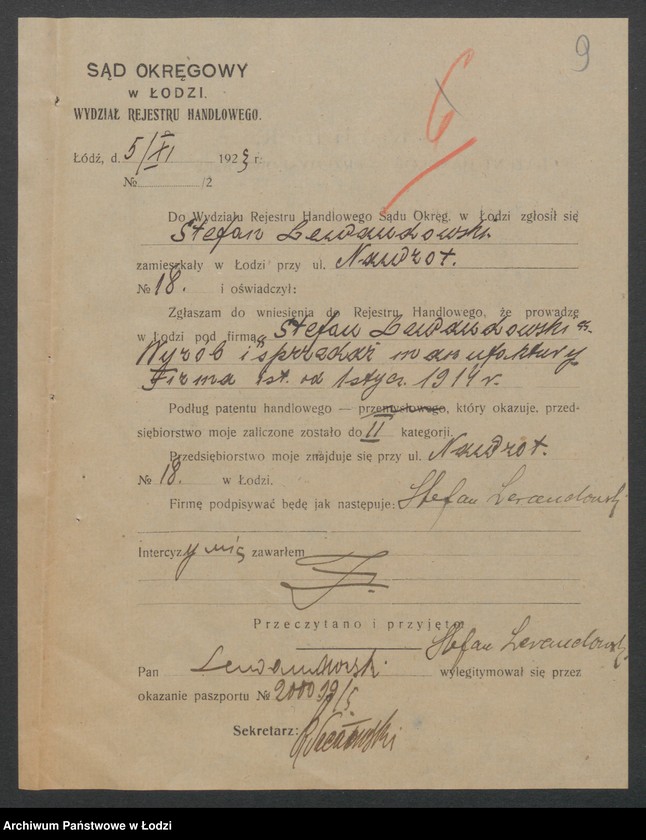 9
6
SĄD OKRĘGOWY
w ŁODZI.
WYDZIAŁ REJESTRU HANDLOWEGO.
Łódź, d. 5/XI 1923 r.
№ /2
Do Wydziału Rejestru Handlowego Sądu Okręg. w Łodzi zgłosił się
Stefan Lewandowski
zamieszkały w Łodzi przy ul. Nawrot.
№ 18. i oświadczył:
Zgłaszam do wniesienia do Rejestru Handlowego, że prowadzę
w Łodzi pod firmą „Stefan Lewandowski"
Wyrób i sprzedaż manufaktury
Firma ist. od 1 stycz. 1914 r.
Podług patentu handlowego — przemysłowego, który okazuję, przed-
siębiorstwo moje zaliczone zostało do II kategorji.
Przedsiębiorstwo moje znajduje się przy ul. Nawrot.
№ 18. w Łodzi.
Firmę podpisywać będę jak następuje: Stefan Lewandowski
Intercyzy nie zawarłem
Przeczytano i przyjęto
Stefan Lewandowski
Pan Lewandowski wylegitymował się przez
okazanie paszportu №
Sekretarz:
Archiwum Państwowe w Łodzi